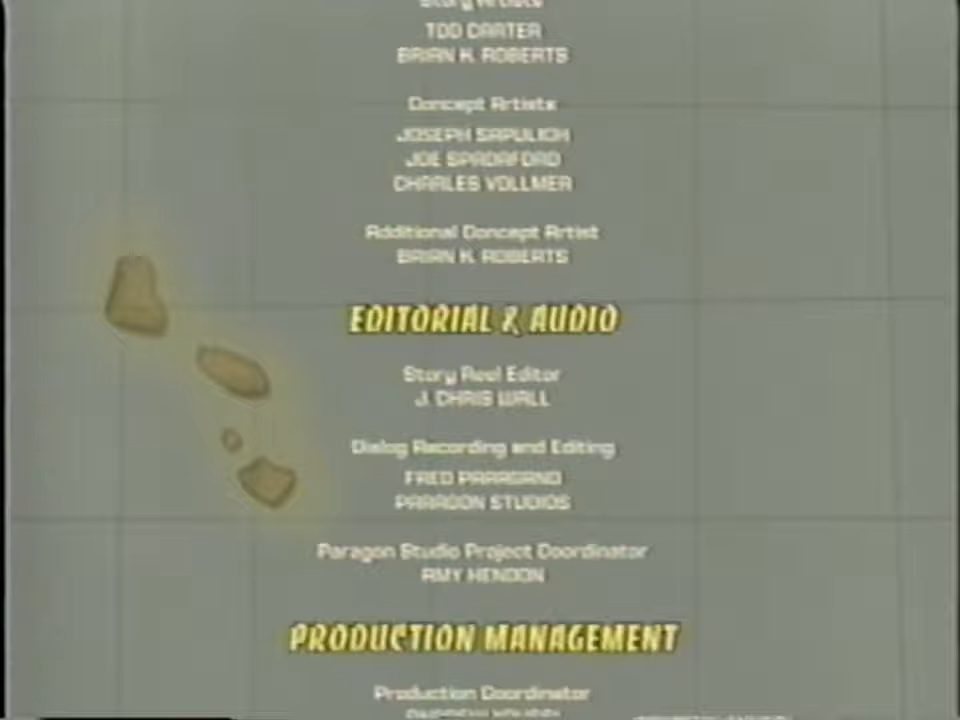 Story Artists
TOD CARTER
BRIAN K. ROBERTS
Concept Artists
JOSEPH SAPULICH
JOE SPADAFORD
CHARLES VOLLMER
Additional Concept Artist
BRIAN K. ROBERTS
EDITORIAL & AUDIO
Story Reel Editor
J. CHRIS WALL
Dialog Recording and Editing
FRED PARAGANO
PARAGON STUDIOS
Paragon Studio Project Coordinator
AMY HENDON
PRODUCTION MANAGEMENT
Production Coordinator